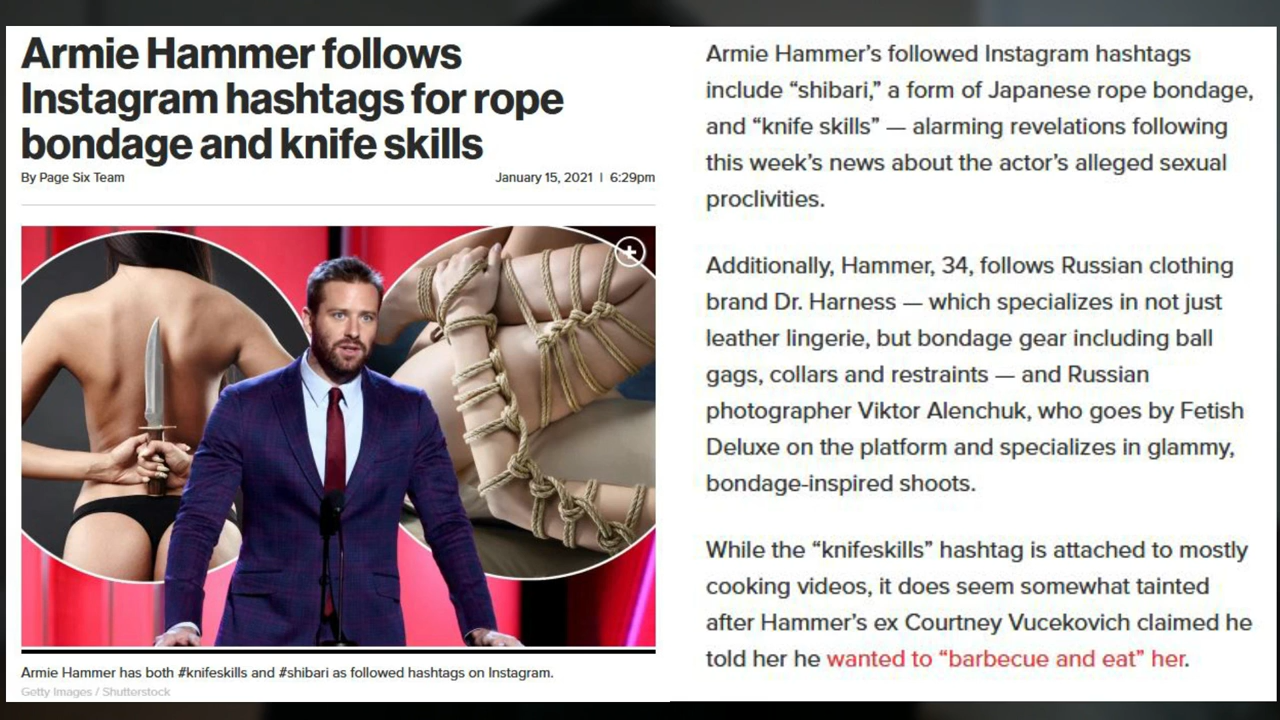 Armie Hammer follows
Instagram hashtags for rope
bondage and knife skills
By Page Six Team
January 15, 2021 | 6:29pm
Armie Hammer has both #knifeskills and #shibari as followed hashtags on Instagram.
Getty Images / Shutterstock
Armie Hammer’s followed Instagram hashtags
include “shibari,” a form of Japanese rope bondage,
and “knife skills” — alarming revelations following
this week’s news about the actor’s alleged sexual
proclivities.
Additionally, Hammer, 34, follows Russian clothing
brand Dr. Harness — which specializes in not just
leather lingerie, but bondage gear including ball
gags, collars and restraints — and Russian
photographer Viktor Alenchuk, who goes by Fetish
Deluxe on the platform and specializes in glammy,
bondage-inspired shoots.
While the “knifeskills” hashtag is attached to mostly
cooking videos, it does seem somewhat tainted
after Hammer’s ex Courtney Vucekovich claimed he
told her he wanted to “barbecue and eat” her.